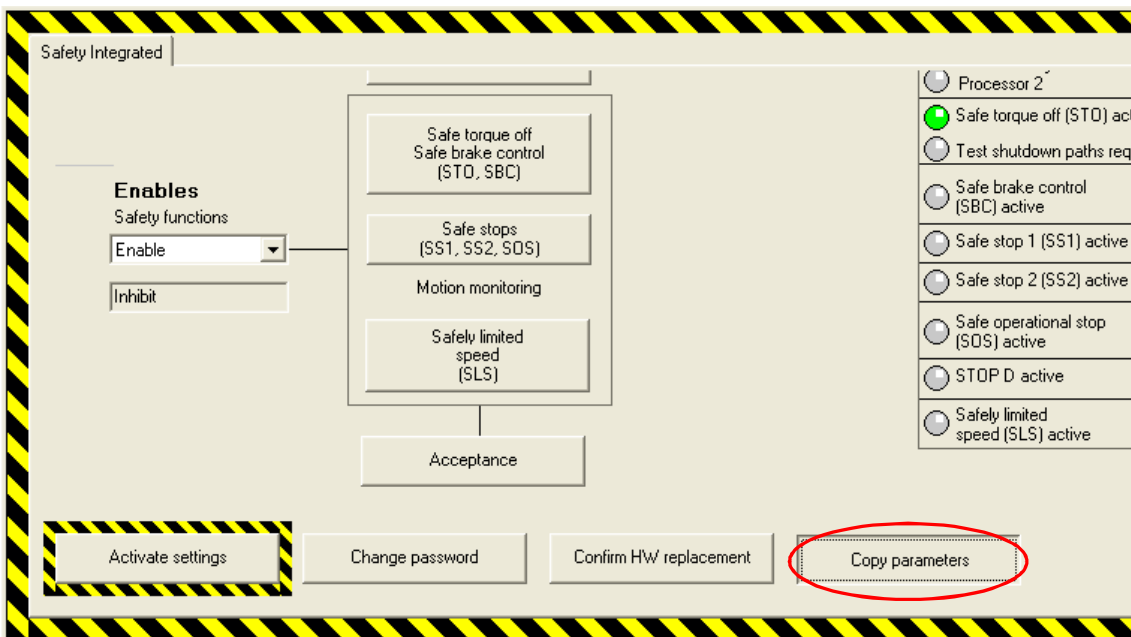 Safety Integrated
Enables
Safety functions
Enable
Inhibit
Safe torque off
Safe brake control
(STO, SBC)
Safe stops
(SS1, SS2, SOS)
Motion monitoring
Safely limited
speed
(SLS)
Acceptance
Processor 2
Safe torque off (STO) act
Test shutdown paths req
Safe brake control
(SBC) active
Safe stop 1 (SS1) active
Safe stop 2 (SS2) active
Safe operational stop
(SOS) active
STOP D active
Safely limited
speed (SLS) active
Activate settings
Change password
Confirm HW replacement
Copy parameters